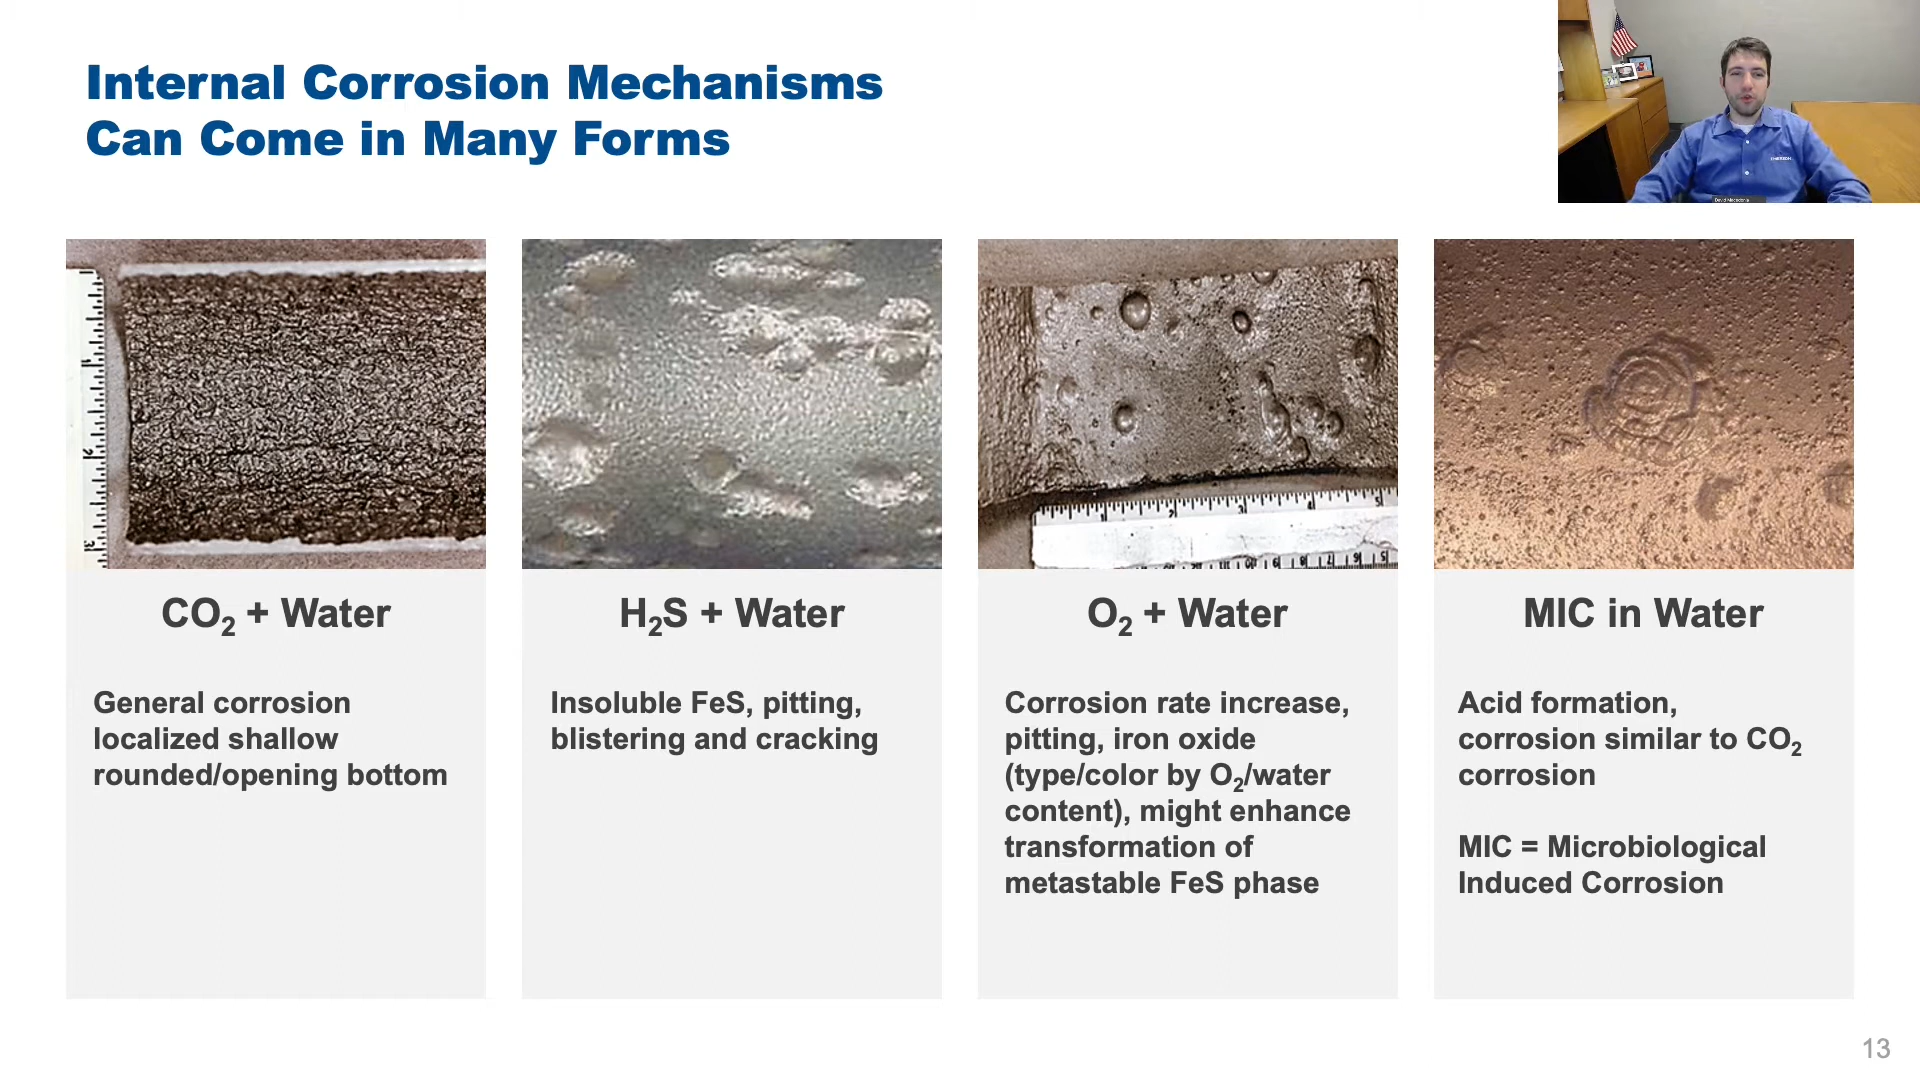 Internal Corrosion Mechanisms
Can Come in Many Forms
EMERSON
David Macedonia
CO₂ + Water
General corrosion
localized shallow
rounded/opening bottom
H₂S + Water
Insoluble FeS, pitting,
blistering and cracking
O₂ + Water
Corrosion rate increase,
pitting, iron oxide
(type/color by O₂/water
content), might enhance
transformation of
metastable FeS phase
MIC in Water
Acid formation,
corrosion similar to CO₂
corrosion
MIC = Microbiological
Induced Corrosion
13